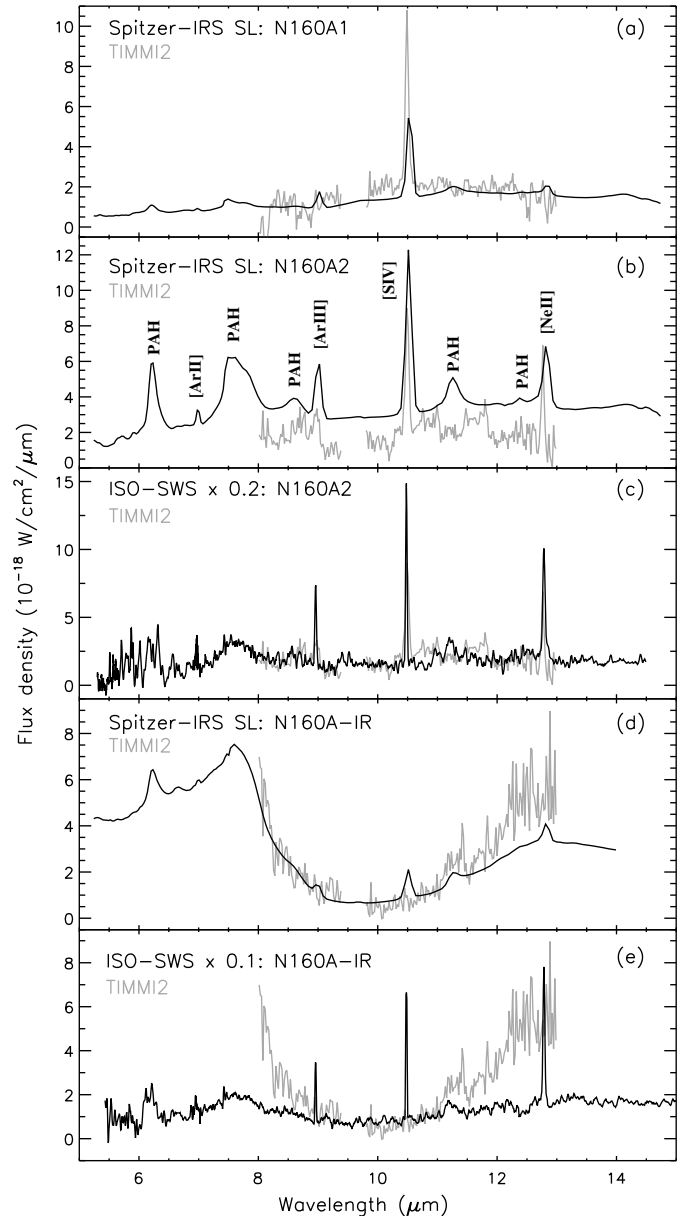 Spitzer-IRS SL: N160A1
(a)
TIMMI2
10
8
6
4
2
0
Spitzer-IRS SL: N160A2
(b)
TIMMI2
12
10
8
6
4
2
0
PAH
[ArII]
PAH
PAH
[ArIII]
[SIV]
PAH
PAH
[NeII]
ISO-SWS x 0.2: N160A2
(c)
TIMMI2
15
10
5
0
Spitzer-IRS SL: N160A-IR
(d)
TIMMI2
8
6
4
2
0
ISO-SWS x 0.1: N160A-IR
(e)
TIMMI2
8
6
4
2
0
6 8 10 12 14
Wavelength (μm)
Flux density (10⁻¹⁸ W/cm²/μm)